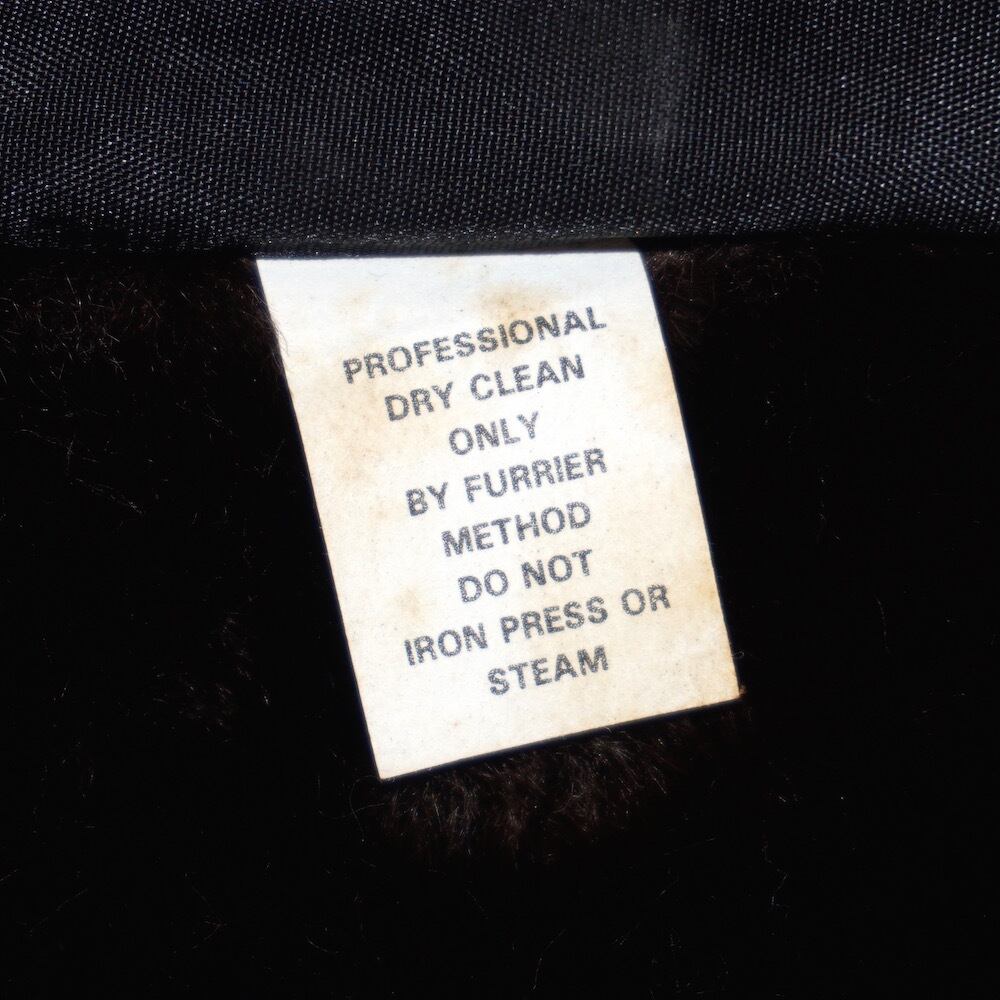 PROFESSIONAL
DRY CLEAN
ONLY
BY FURRIER
METHOD
DO NOT
IRON PRESS OR
STEAM